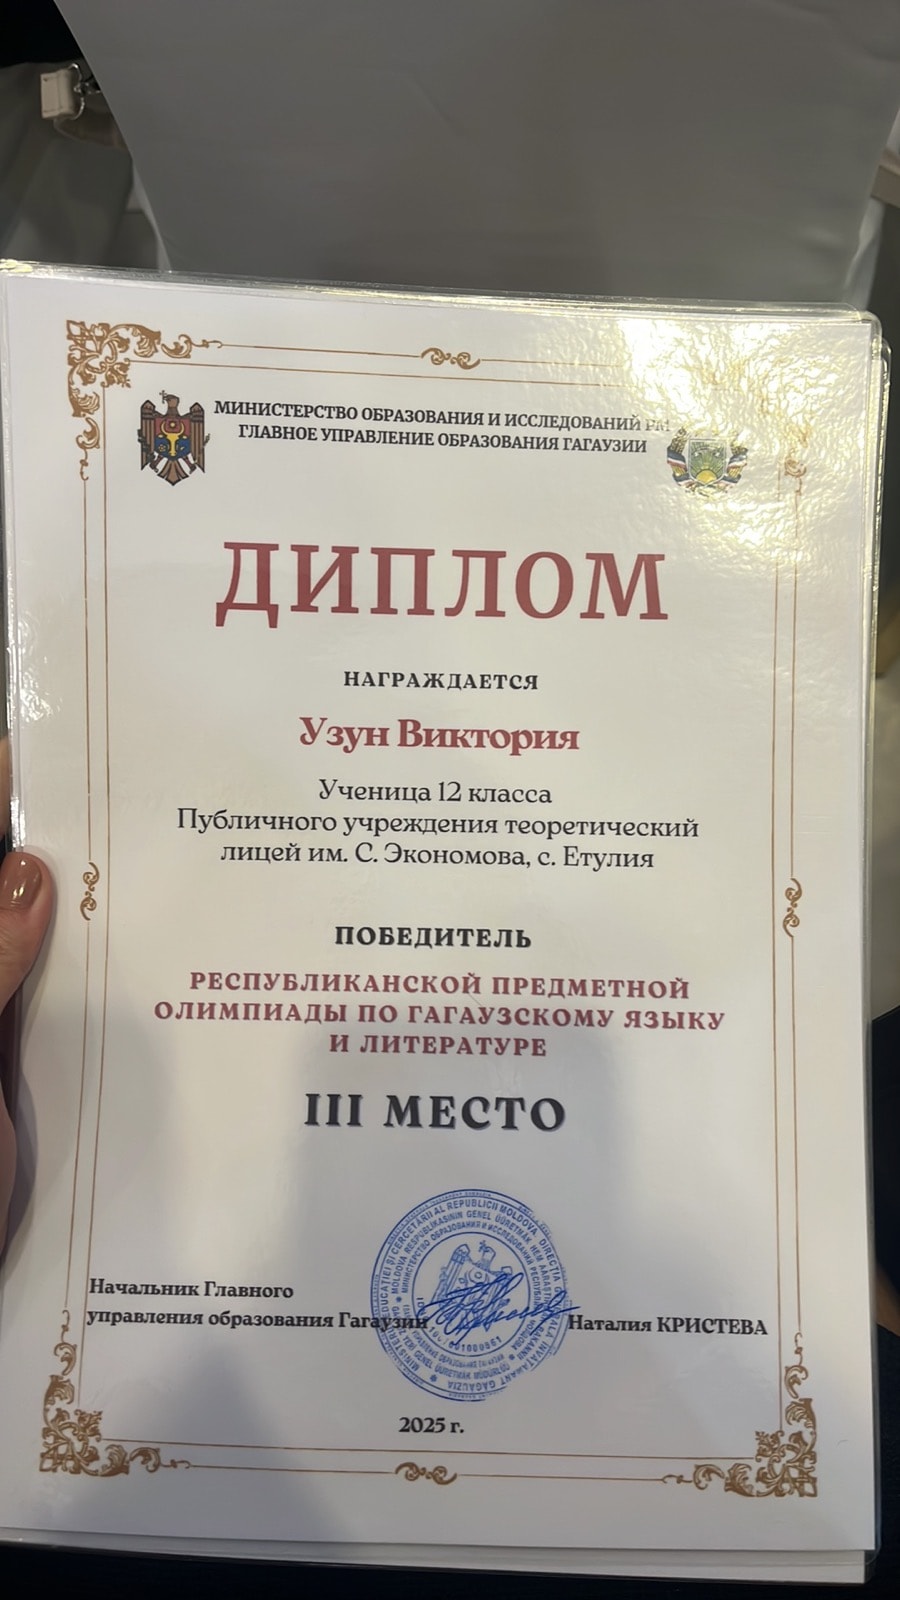 МИНИСТЕРСТВО ОБРАЗОВАНИЯ И ИССЛЕДОВАНИЙ РМ
ГЛАВНОЕ УПРАВЛЕНИЕ ОБРАЗОВАНИЯ ГАГАУЗИИ
ДИПЛОМ
НАГРАЖДАЕТСЯ
Узун Виктория
Ученица 12 класса
Публичного учреждения теоретический
лицей им. С. Экономова, с. Етулия
ПОБЕДИТЕЛЬ
РЕСПУБЛИКАНСКОЙ ПРЕДМЕТНОЙ
ОЛИМПИАДЫ ПО ГАГАУЗСКОМУ ЯЗЫКУ
И ЛИТЕРАТУРЕ
III МЕСТО
Начальник Главного
управления образования Гагаузии
Наталия КРИСТЕВА
2025 г.